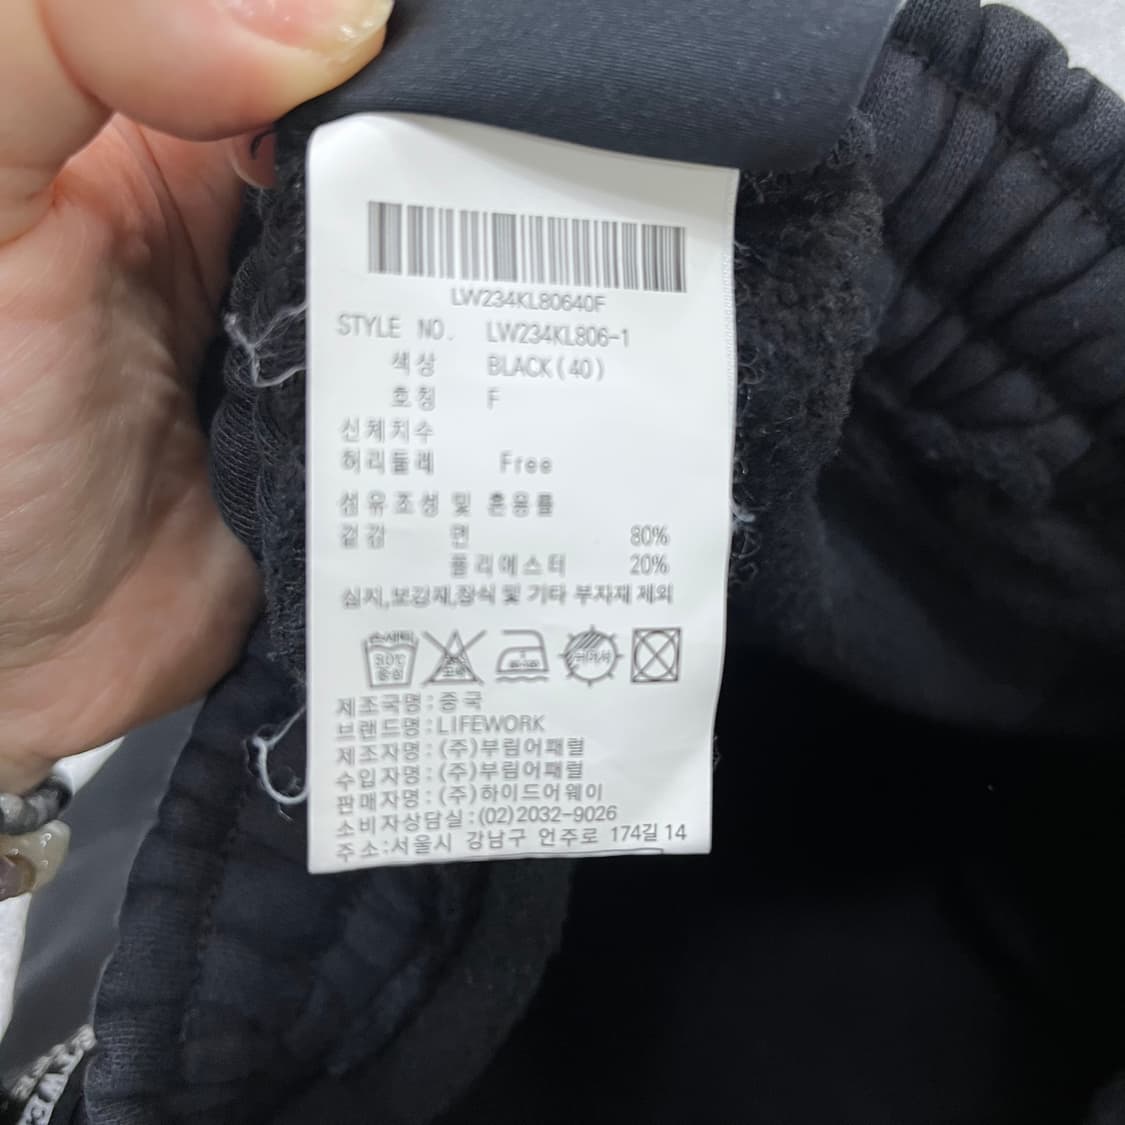 LW234KL80640F
STYLE NO. LW234KL806-1
색상 BLACK(40)
호칭 F
신체치수
허리둘레 Free
섬유조성 및 혼용률
겉감 면 80%
폴리에스터 20%
심지,보강재,장식 및 기타 부자재 제외
손세탁
30℃
중성
제조국명:중국
브랜드명:LIFEWORK
제조자명:(주)부림어패럴
수입자명:(주)부림어패럴
판매자명:(주)하이드어웨이
소비자상담실:(02)2032-9026
주소:서울시 강남구 언주로 174길 14